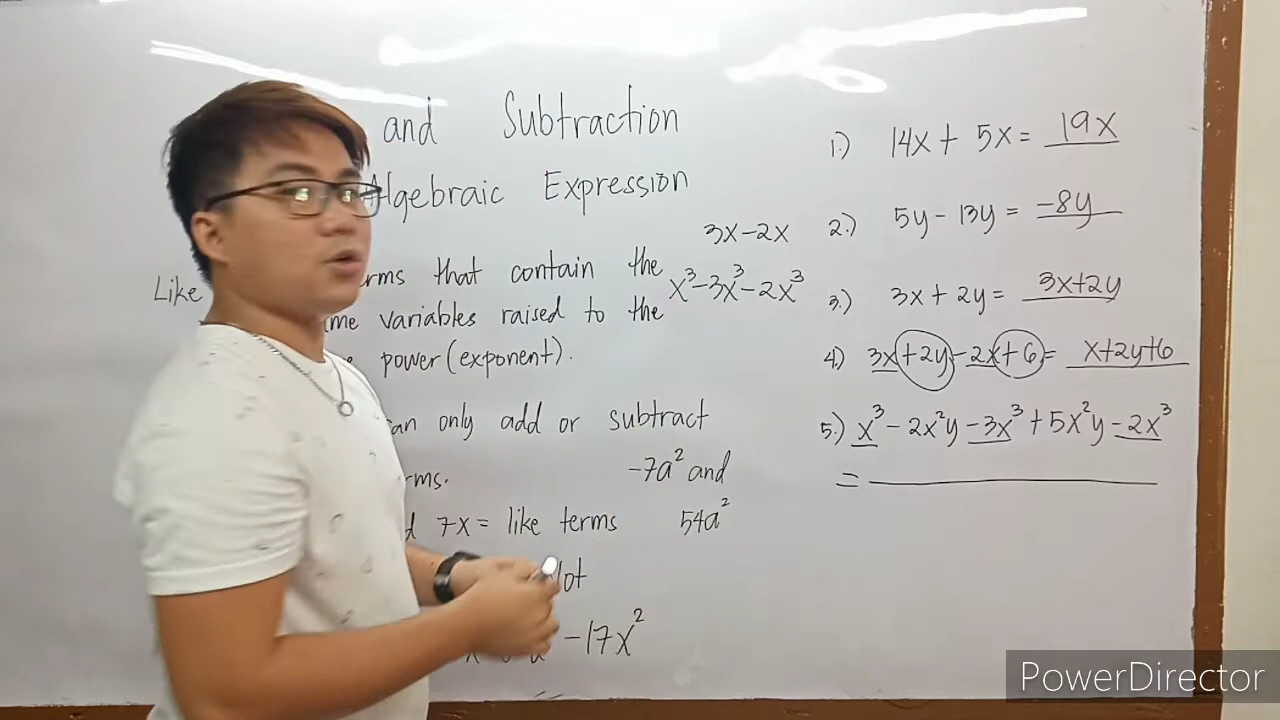 and Subtraction
Algebraic Expression
Like rms that contain the
me variables raised to the
power (exponent).
an only add or subtract
rms.
-7a² and
7x = like terms 54a²
-17x²
3x-2x
x³-3x³-2x³
1.) 14x + 5x = 19x
2.) 5y - 13y = -8y
3.) 3x + 2y = 3x+2y
4.) 3x+2y-2x+6= x+2y+6
5.) x³ - 2x²y - 3x³ + 5x²y - 2x³
=
PowerDirector